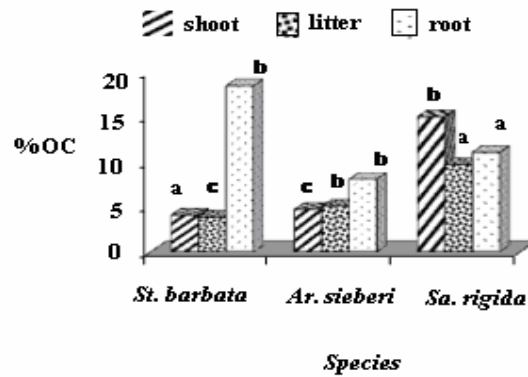 shoot litter root
b
20
b a
15
a
%OC
b
10
a c c b
5
0
St. barbata Ar. sieberi Sa. rigida
Species